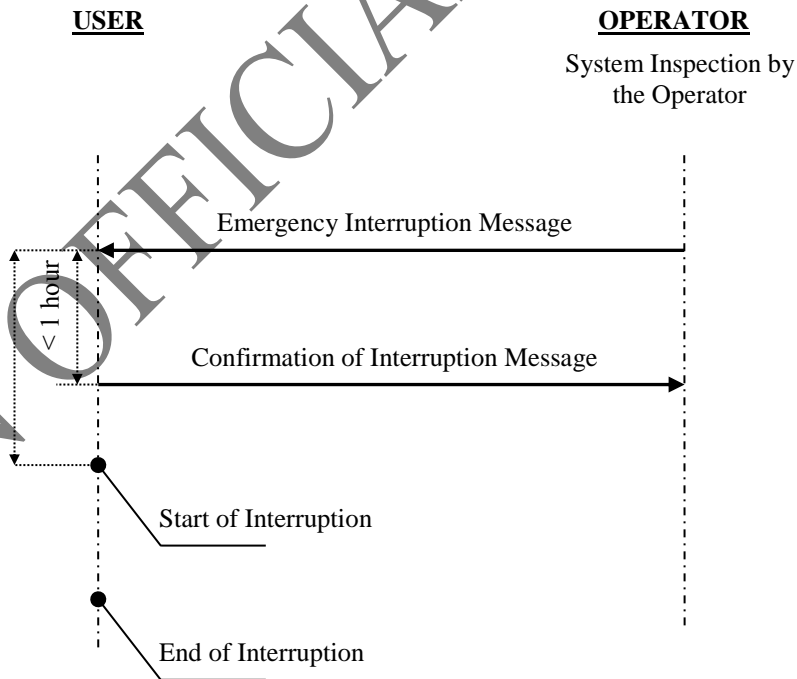 USER
OPERATOR
System Inspection by
the Operator
Emergency Interruption Message
< 1 hour
Confirmation of Interruption Message
Start of Interruption
End of Interruption
OFFICIA